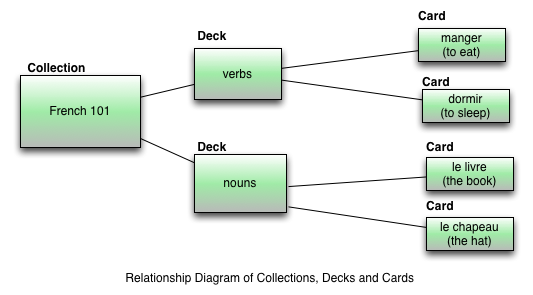 Collection
French 101
Deck
verbs
Card
manger
(to eat)
Card
dormir
(to sleep)
Deck
nouns
Card
le livre
(the book)
Card
le chapeau
(the hat)
Relationship Diagram of Collections, Decks and Cards